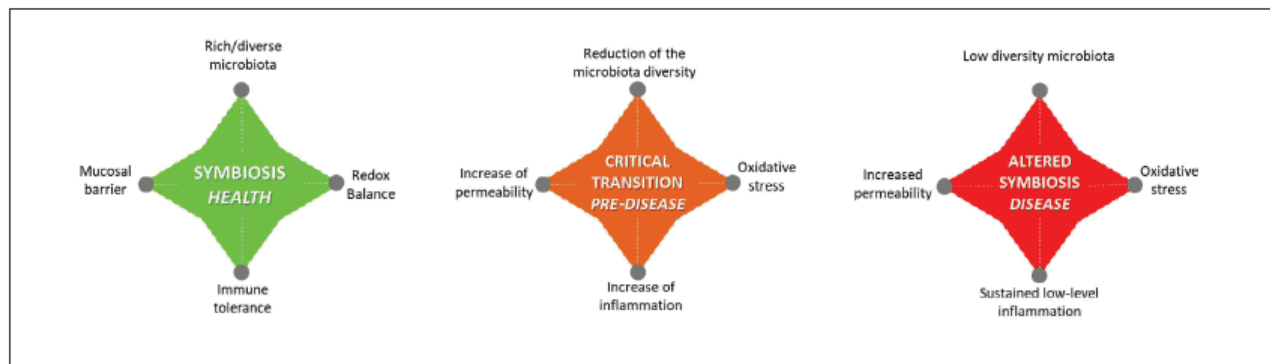 Rich/diverse
microbiota
Mucosal
barrier
SYMBIOSIS
HEALTH
Redox
Balance
Immune
tolerance
Reduction of the
microbiota diversity
Increase of
permeability
CRITICAL
TRANSITION
PRE-DISEASE
Oxidative
stress
Increase of
inflammation
Low diversity microbiota
Increased
permeability
ALTERED
SYMBIOSIS
DISEASE
Oxidative
stress
Sustained low-level
inflammation